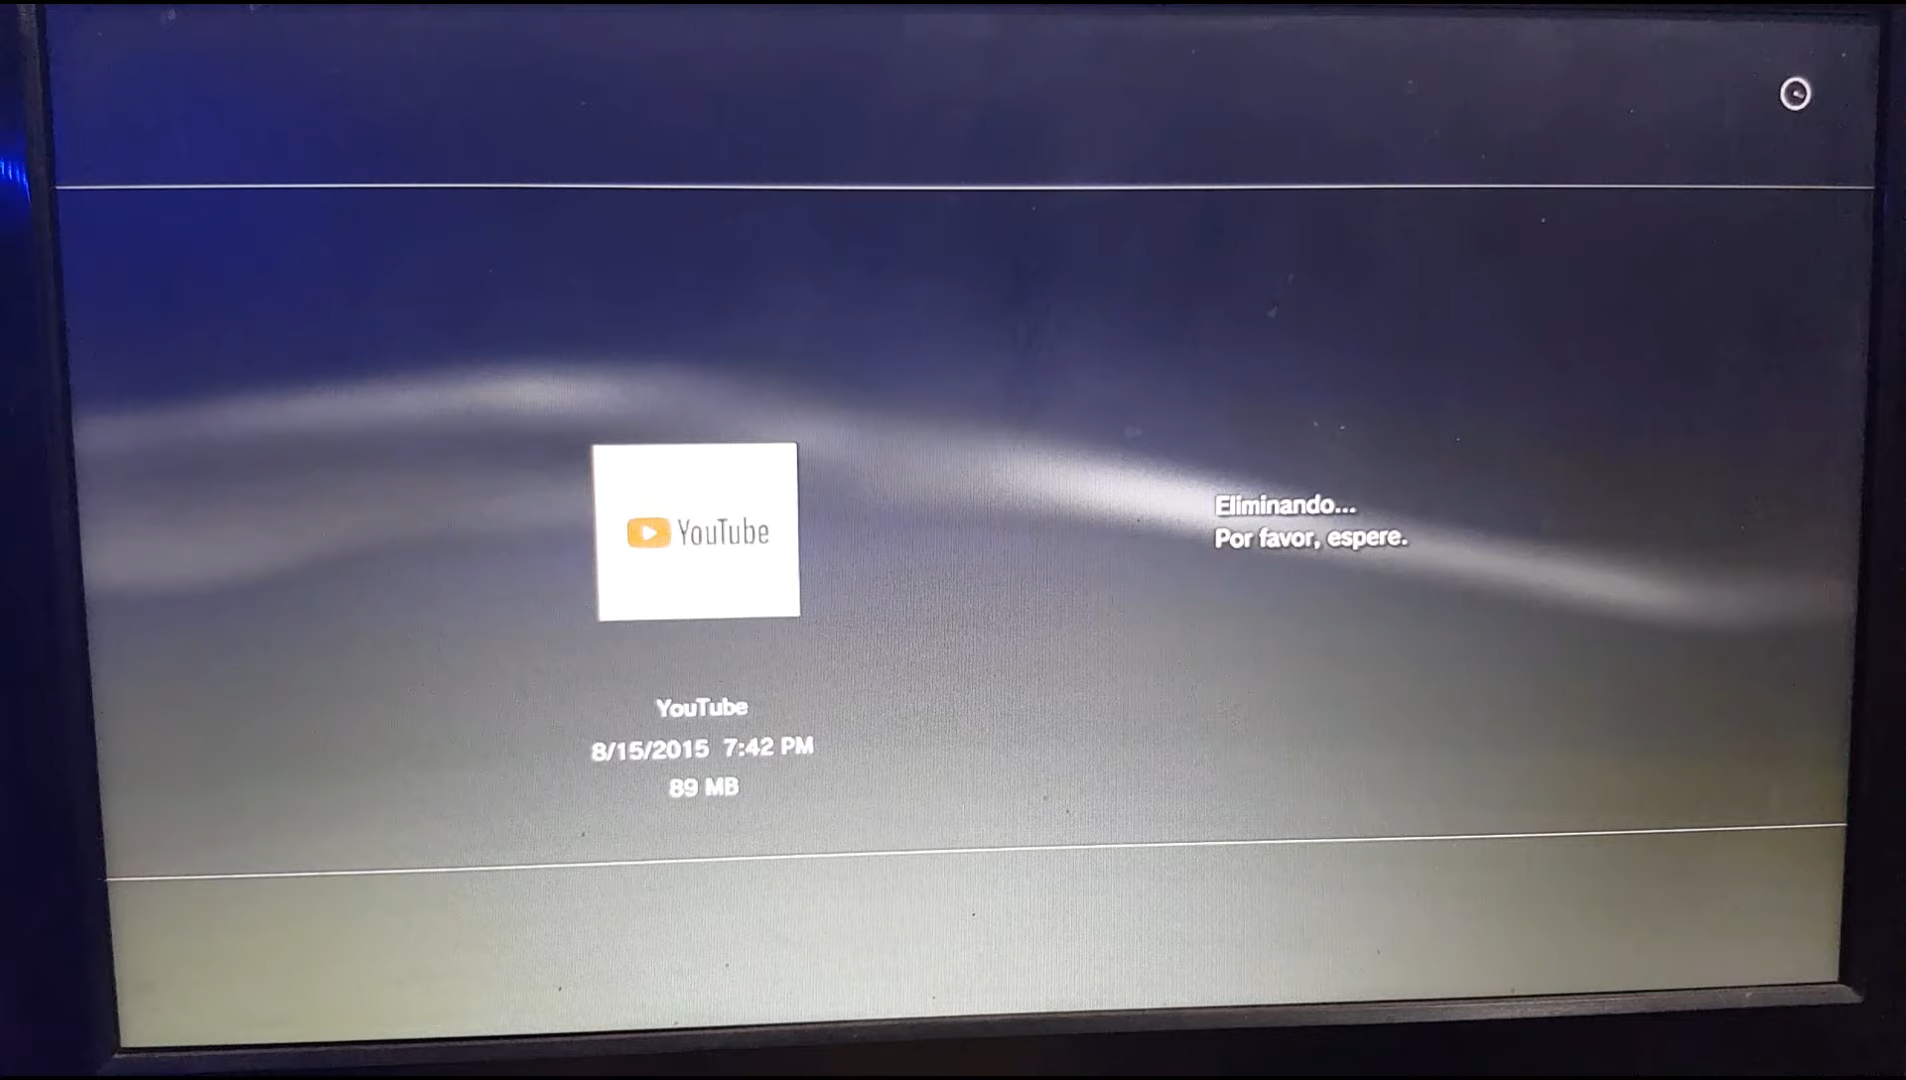 YouTube
Eliminando...
Por favor, espere.
YouTube
8/15/2015 7:42 PM
89 MB